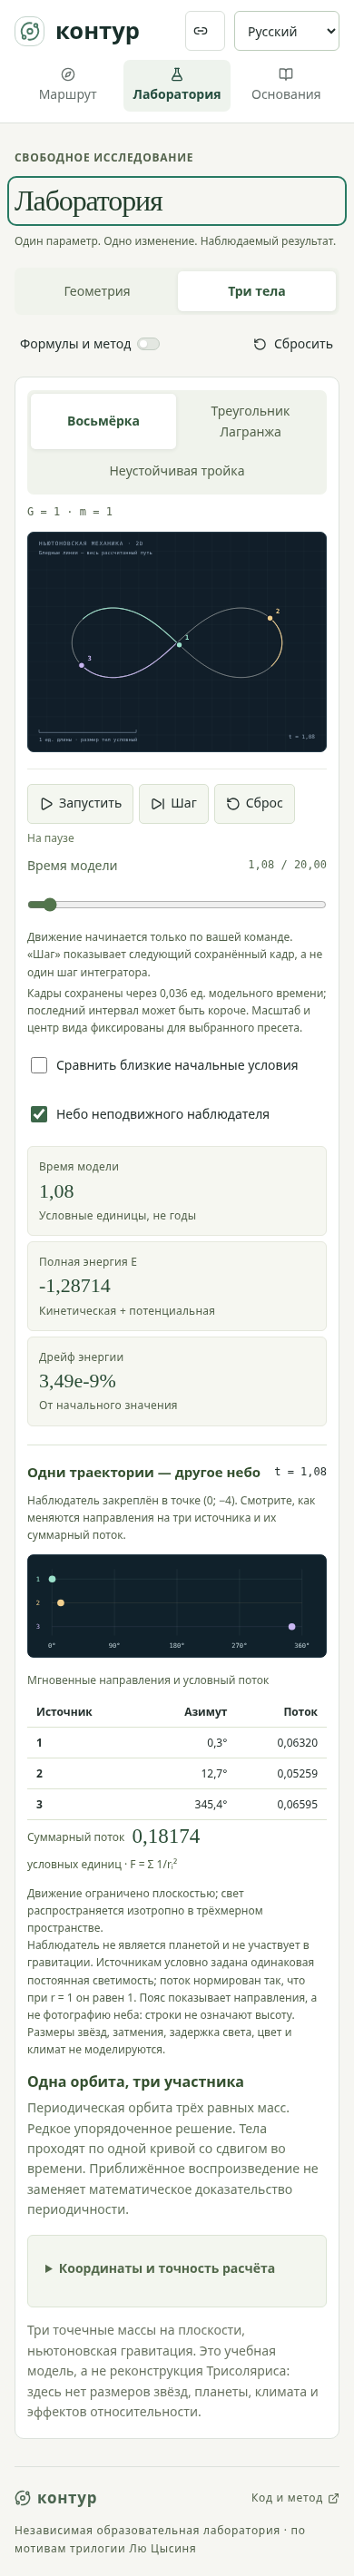 контур
Русский
Маршрут
Лаборатория
Основания
СВОБОДНОЕ ИССЛЕДОВАНИЕ
Лаборатория
Один параметр. Одно изменение. Наблюдаемый результат.
Геометрия
Три тела
Формулы и метод
Сбросить
Восьмёрка
Треугольник
Лагранжа
Неустойчивая тройка
G = 1 · m = 1
НЬЮТОНОВСКАЯ МЕХАНИКА · 2D
Бледные линии — весь рассчитанный путь
1
2
3
1 ед. длины · размер тел условный
t = 1,08
Запустить
Шаг
Сброс
На паузе
Время модели
1,08 / 20,00
Движение начинается только по вашей команде.
«Шаг» показывает следующий сохранённый кадр, а не
один шаг интегратора.
Кадры сохранены через 0,036 ед. модельного времени;
последний интервал может быть короче. Масштаб и
центр вида фиксированы для выбранного пресета.
Сравнить близкие начальные условия
Небо неподвижного наблюдателя
Время модели
1,08
Условные единицы, не годы
Полная энергия E
-1,28714
Кинетическая + потенциальная
Дрейф энергии
3,49e-9%
От начального значения
Одни траектории — другое небо
t = 1,08
Наблюдатель закреплён в точке (0; −4). Смотрите, как
меняются направления на три источника и их
суммарный поток.
1
2
3
0°
90°
180°
270°
360°
Мгновенные направления и условный поток
Источник Азимут Поток
1 0,3° 0,06320
2 12,7° 0,05259
3 345,4° 0,06595
Суммарный поток 0,18174
условных единиц · F = Σ 1/rᵢ²
Движение ограничено плоскостью; свет
распространяется изотропно в трёхмерном
пространстве.
Наблюдатель не является планетой и не участвует в
гравитации. Источникам условно задана одинаковая
постоянная светимость; поток нормирован так, что
при r = 1 он равен 1. Пояс показывает направления, а
не фотографию неба: строки не означают высоту.
Размеры звёзд, затмения, задержка света, цвет и
климат не моделируются.
Одна орбита, три участника
Периодическая орбита трёх равных масс.
Редкое упорядоченное решение. Тела
проходят по одной кривой со сдвигом во
времени. Приближённое воспроизведение не
заменяет математическое доказательство
периодичности.
Координаты и точность расчёта
Три точечные массы на плоскости,
ньютоновская гравитация. Это учебная
модель, а не реконструкция Трисоляриса:
здесь нет размеров звёзд, планеты, климата и
эффектов относительности.
контур
Код и метод
Независимая образовательная лаборатория · по
мотивам трилогии Лю Цысиня